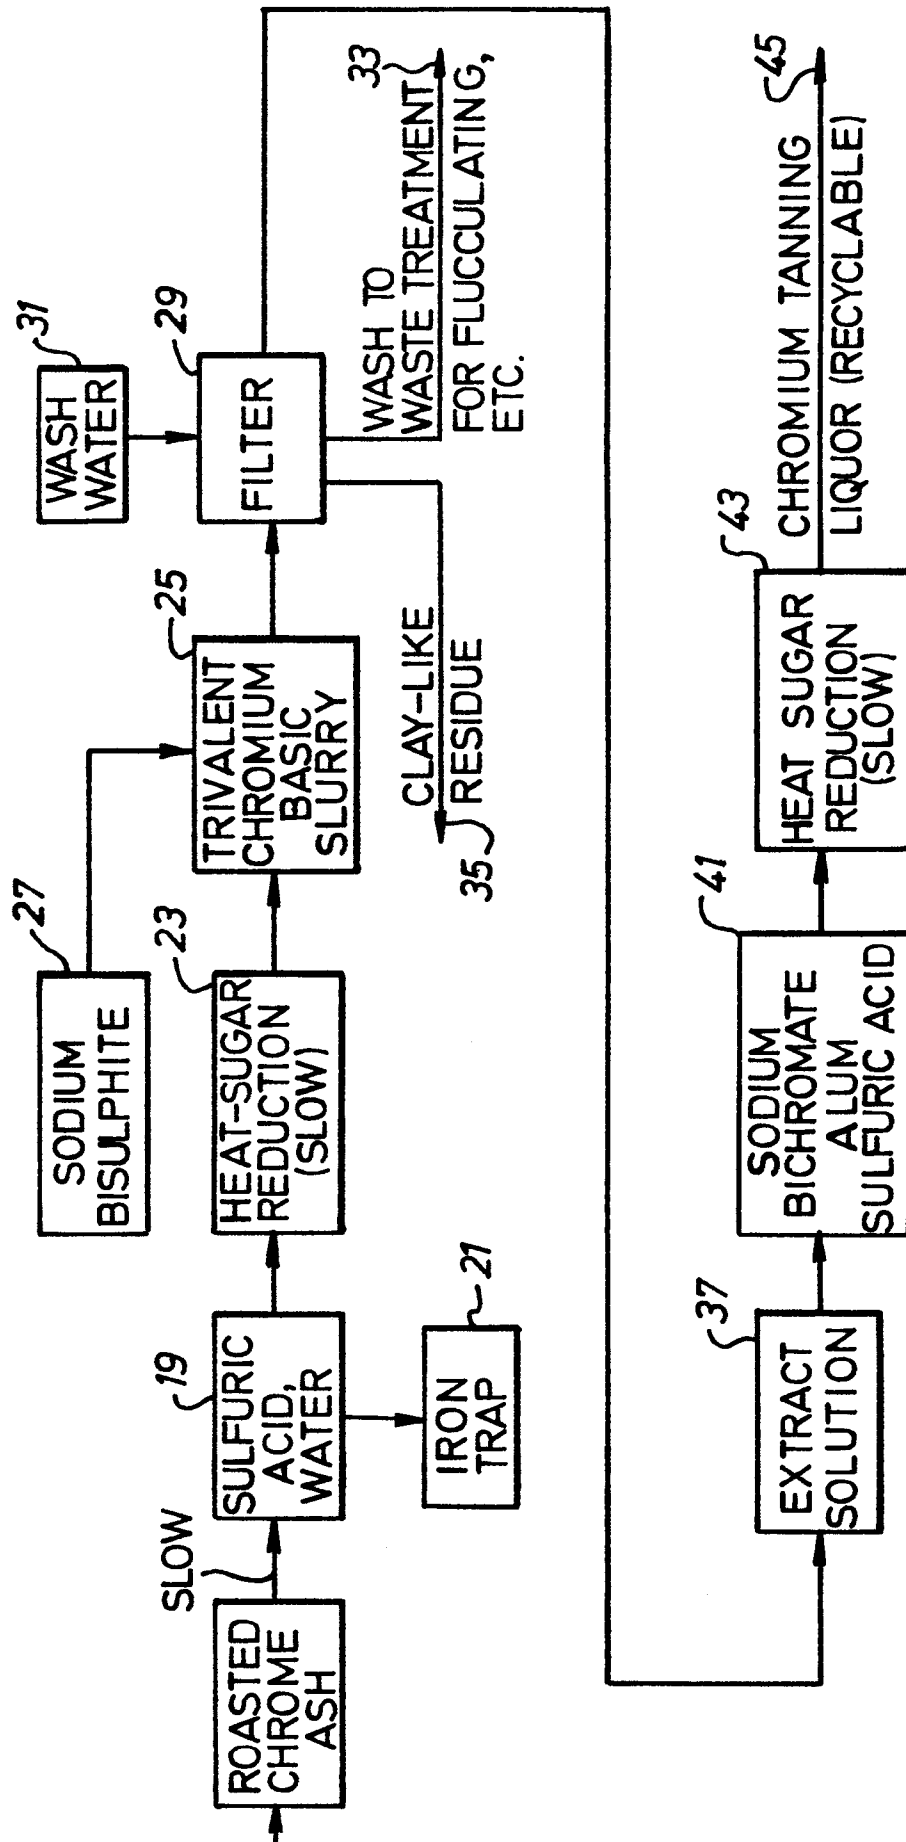 ROASTED
CHROME
ASH
SLOW
19
SULFURIC
ACID,
WATER
21
IRON
TRAP
23
HEAT-SUGAR
REDUCTION
(SLOW)
27
SODIUM
BISULPHITE
25
TRIVALENT
CHROMIUM
BASIC
SLURRY
31
WASH
WATER
29
FILTER
33
WASH TO
WASTE TREATMENT
FOR FLUCCULATING,
ETC.
CLAY-LIKE
RESIDUE
35
37
EXTRACT
SOLUTION
41
SODIUM
BICHROMATE
ALUM
SULFURIC ACID
43
HEAT SUGAR
REDUCTION
(SLOW)
CHROMIUM TANNING
LIQUOR (RECYCLABLE)
45